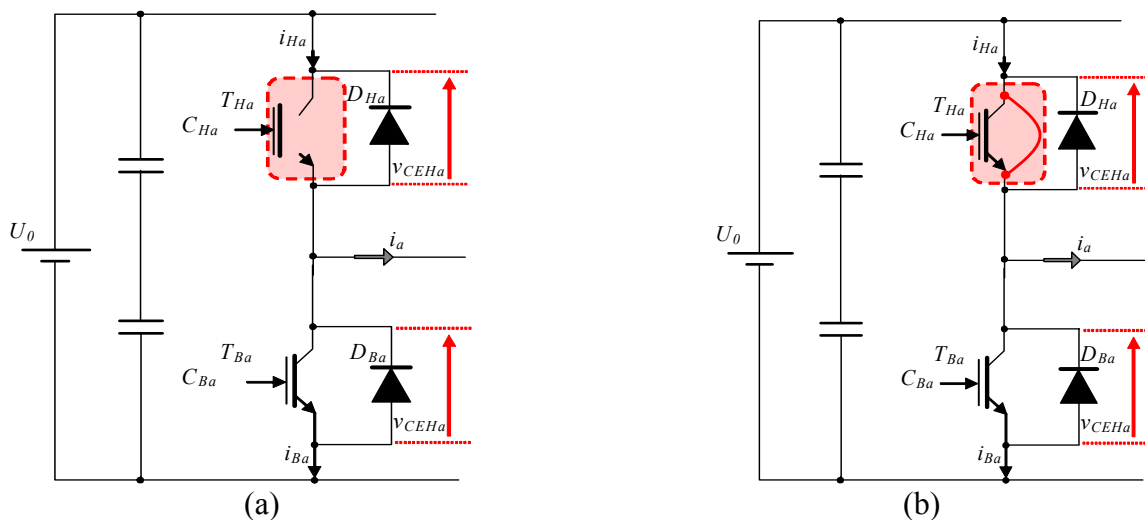 i_Ha
T_Ha
D_Ha
C_Ha
v_CEHa
U_0
i_a
T_Ba
D_Ba
C_Ba
v_CEHa
i_Ba
(a)
i_Ha
T_Ha
D_Ha
C_Ha
v_CEHa
U_0
i_a
T_Ba
D_Ba
C_Ba
v_CEHa
i_Ba
(b)